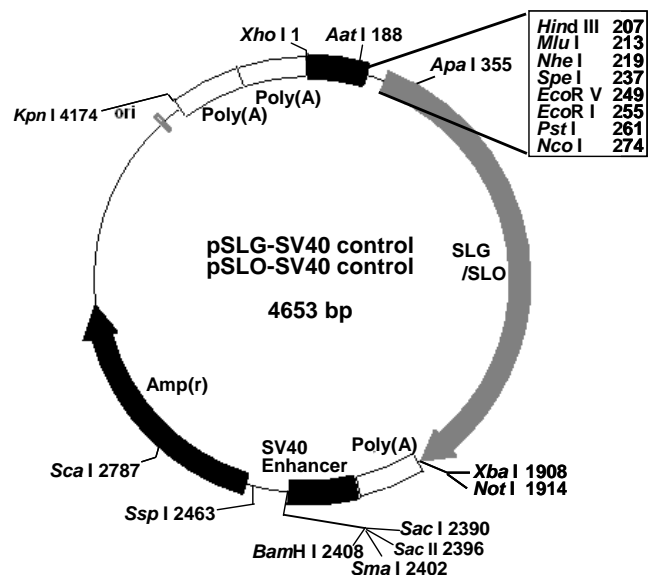 Xho I 1
Aat I 188
Hind III 207
Mlu I 213
Nhe I 219
Spe I 237
EcoR V 249
EcoR I 255
Pst I 261
Nco I 274
Apa I 355
Kpn I 4174
ori
Poly(A)
Poly(A)
pSLG-SV40 control
pSLO-SV40 control
4653 bp
SLG
/SLO
Amp(r)
SV40
Enhancer
Poly(A)
Xba I 1908
Not I 1914
Sca I 2787
Ssp I 2463
Sac I 2390
BamH I 2408
Sac II 2396
Sma I 2402